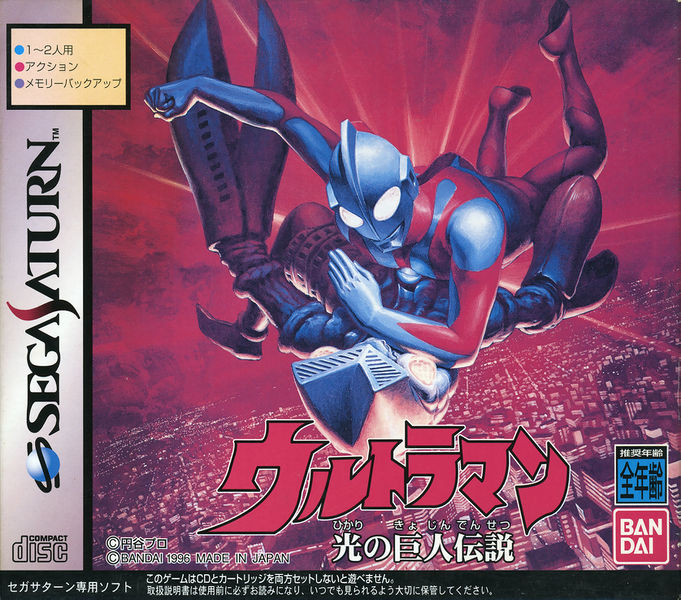 ●1～2人用
●アクション
●メモリーバックアップ
SEGA SATURN™
COMPACT
disc
ウルトラマン
ひかり きょじんでんせつ
光の巨人伝説
©円谷プロ
©BANDAI 1996 MADE IN JAPAN
推奨年齢
全年齢
BAN
DAI
セガサターン専用ソフト
このゲームはCDとカートリッジを両方セットしないと遊べません。
取扱説明書は使用前に必ずお読みになり、いつでも見られるよう大切に保管してください。